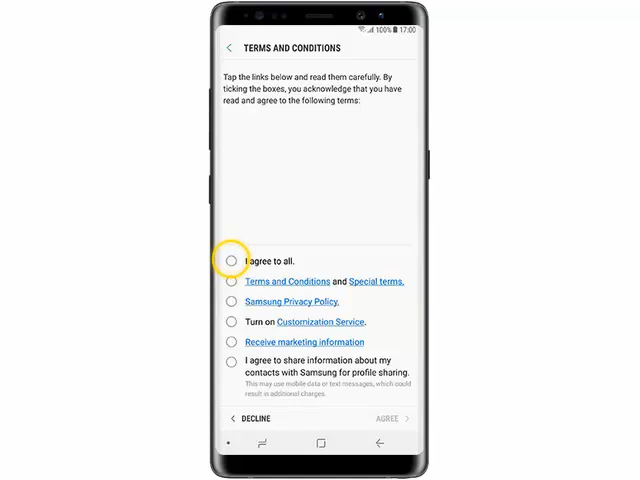 100% 17:00
TERMS AND CONDITIONS
Tap the links below and read them carefully. By
ticking the boxes, you acknowledge that you have
read and agree to the following terms:
I agree to all.
Terms and Conditions and Special terms.
Samsung Privacy Policy.
Turn on Customization Service.
Receive marketing information
I agree to share information about my
contacts with Samsung for profile sharing.
This may use mobile data or text messages, which could
result in additional charges.
DECLINE AGREE